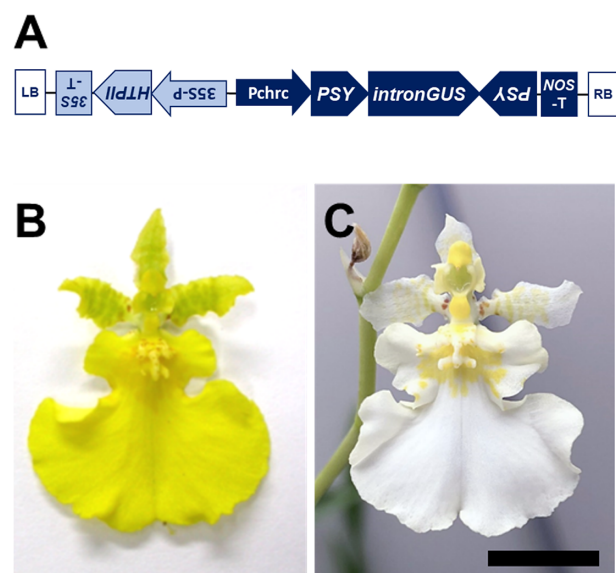 A
LB
35S
-T
HTPII
35S-P
Pchrc
PSY
intronGUS
PSY
NOS
-T
RB
B
C